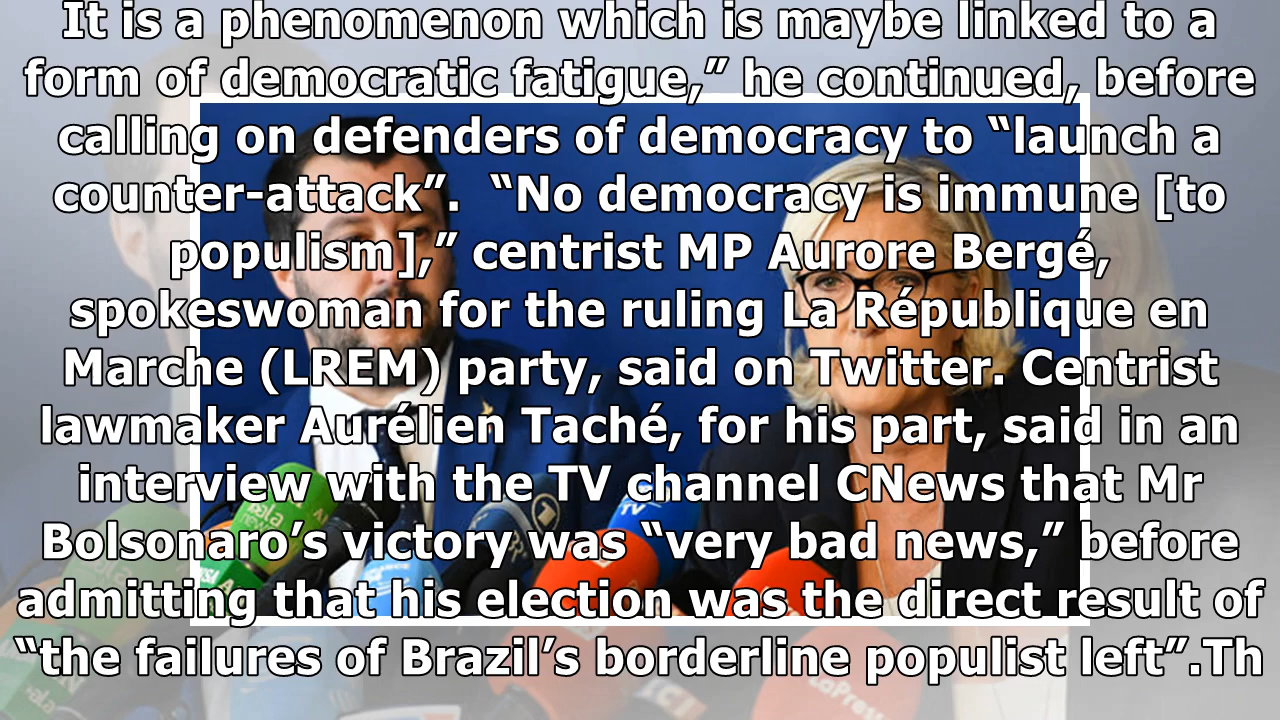 It is a phenomenon which is maybe linked to a
form of democratic fatigue,” he continued, before
calling on defenders of democracy to “launch a
counter-attack”.  “No democracy is immune [to
populism],” centrist MP Aurore Bergé,
spokeswoman for the ruling La République en
Marche (LREM) party, said on Twitter. Centrist
lawmaker Aurélien Taché, for his part, said in an
interview with the TV channel CNews that Mr
Bolsonaro’s victory was “very bad news,” before
admitting that his election was the direct result of
“the failures of Brazil’s borderline populist left”.Th